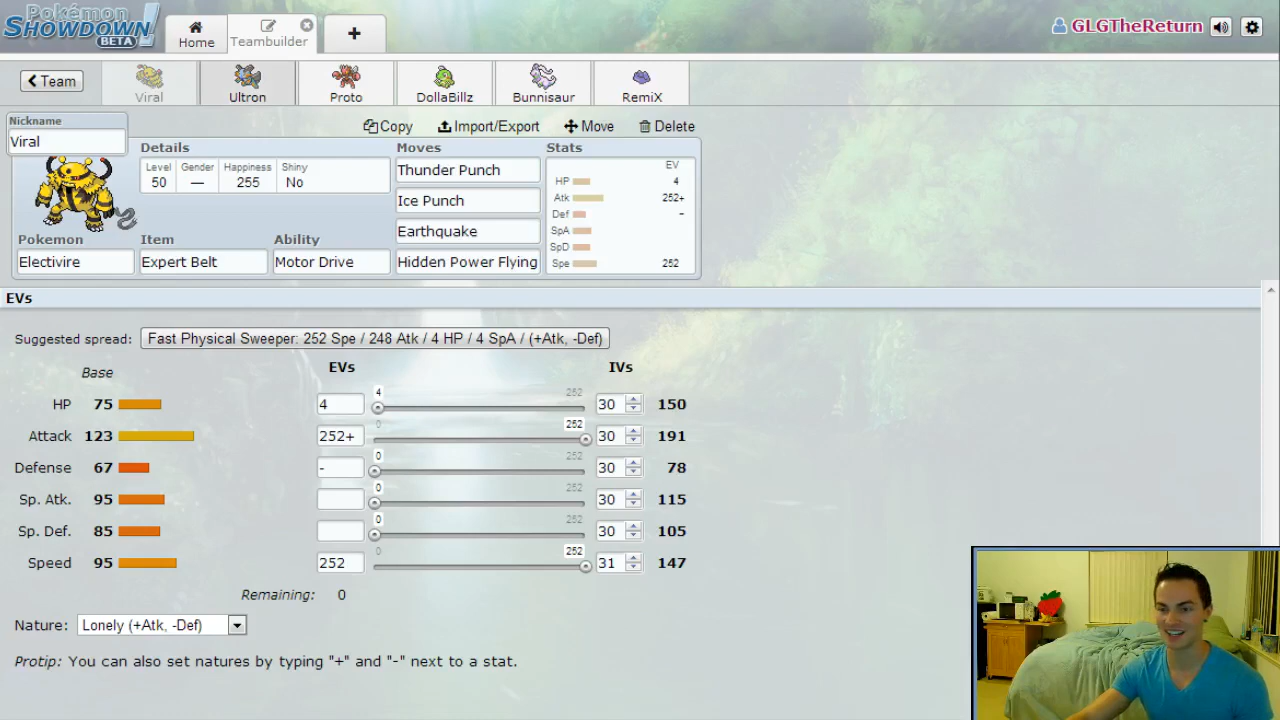 Pokémon
SHOWDOWN!
BETA
Home
Teambuilder
+
GLGTheReturn
Team
Viral
Ultron
Proto
DollaBillz
Bunnisaur
RemiX
Nickname
Viral
Copy
Import/Export
Move
Delete
Details
Level
Gender
Happiness
Shiny
50
—
255
No
Pokemon
Electivire
Item
Expert Belt
Ability
Motor Drive
Moves
Thunder Punch
Ice Punch
Earthquake
Hidden Power Flying
Stats
EV
HP 4
Atk 252+
Def -
SpA
SpD
Spe 252
EVs
Suggested spread: Fast Physical Sweeper: 252 Spe / 248 Atk / 4 HP / 4 SpA / (+Atk, -Def)
Base EVs IVs
4 252
HP 75 4 30 150
0 252
Attack 123 252+ 30 191
0 252
Defense 67 - 30 78
0 252
Sp. Atk. 95 30 115
0 252
Sp. Def. 85 30 105
0 252
Speed 95 252 31 147
Remaining: 0
Nature: Lonely (+Atk, -Def)
Protip: You can also set natures by typing "+" and "-" next to a stat.